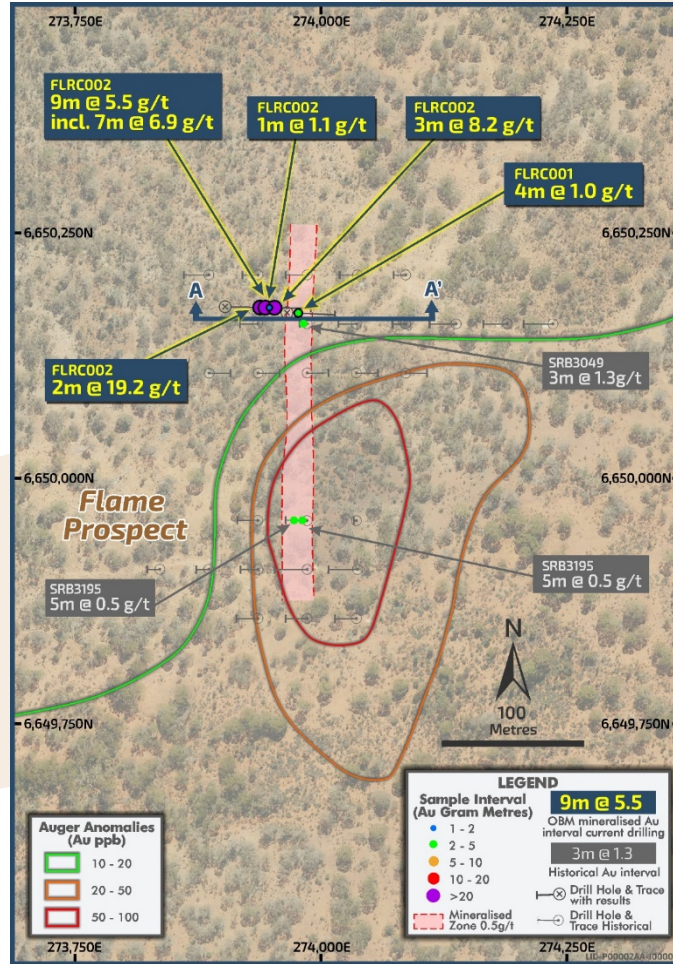 273,750E
274,000E
274,250E
FLRC002
9m @ 5.5 g/t
incl. 7m @ 6.9 g/t
FLRC002
1m @ 1.1 g/t
FLRC002
3m @ 8.2 g/t
FLRC001
4m @ 1.0 g/t
6,650,250N
6,650,250N
A
A'
FLRC002
2m @ 19.2 g/t
SRB3049
3m @ 1.3g/t
6,650,000N
6,650,000N
Flame
Prospect
SRB3195
5m @ 0.5 g/t
SRB3195
5m @ 0.5 g/t
N
100
Metres
6,649,750N
6,649,750N
Auger Anomalies
(Au ppb)
10 - 20
20 - 50
50 - 100
LEGEND
Sample Interval
(Au Gram Metres)
1 - 2
2 - 5
5 - 10
10 - 20
>20
Mineralised
Zone 0.5g/t
9m @ 5.5
OBM mineralised Au
interval current drilling
3m @ 1.3
Historical Au interval
Drill Hole & Trace
with results
Drill Hole &
Trace Historical
273,750E
274,000E
274,250E